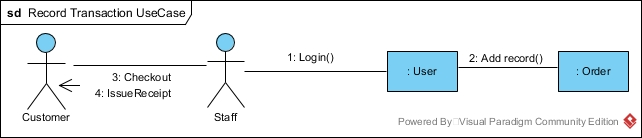 sd Record Transaction UseCase
1: Login()
2: Add record()
: User
: Order
3: Checkout
4: IssueReceipt
Customer
Staff
Powered By Visual Paradigm Community Edition